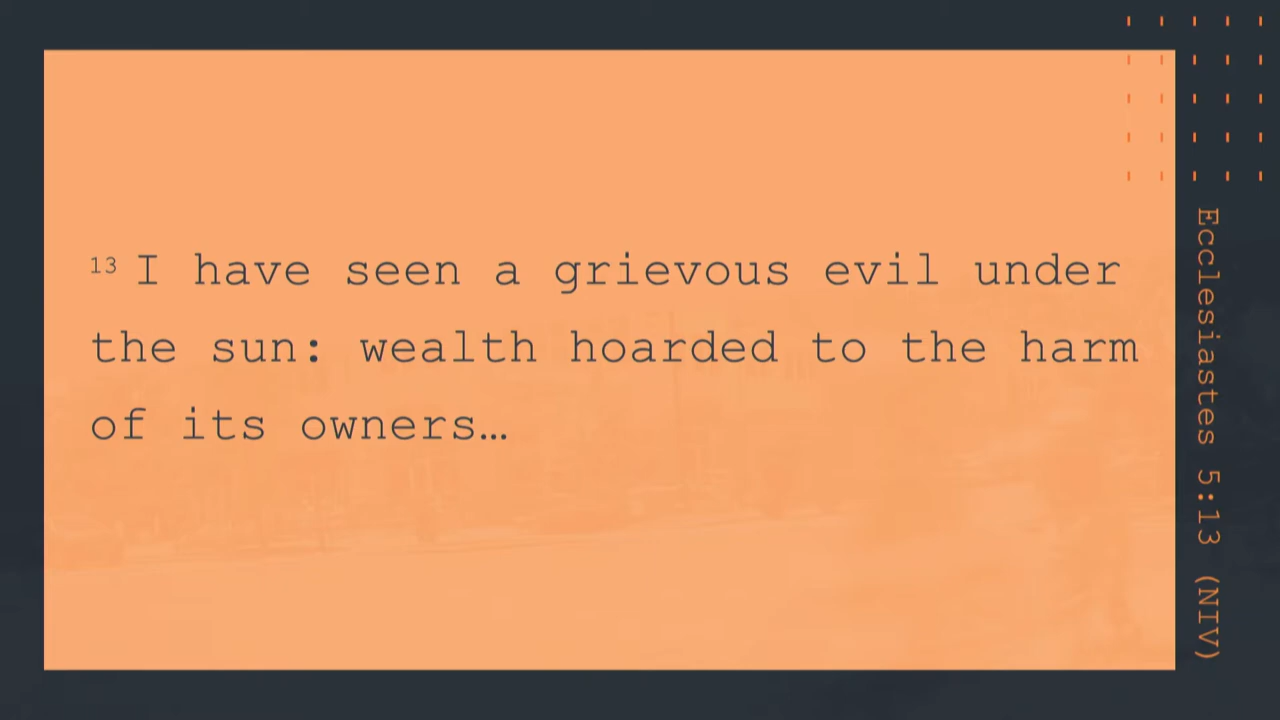 13 I have seen a grievous evil under
the sun: wealth hoarded to the harm
of its owners…
Ecclesiastes 5:13 (NIV)